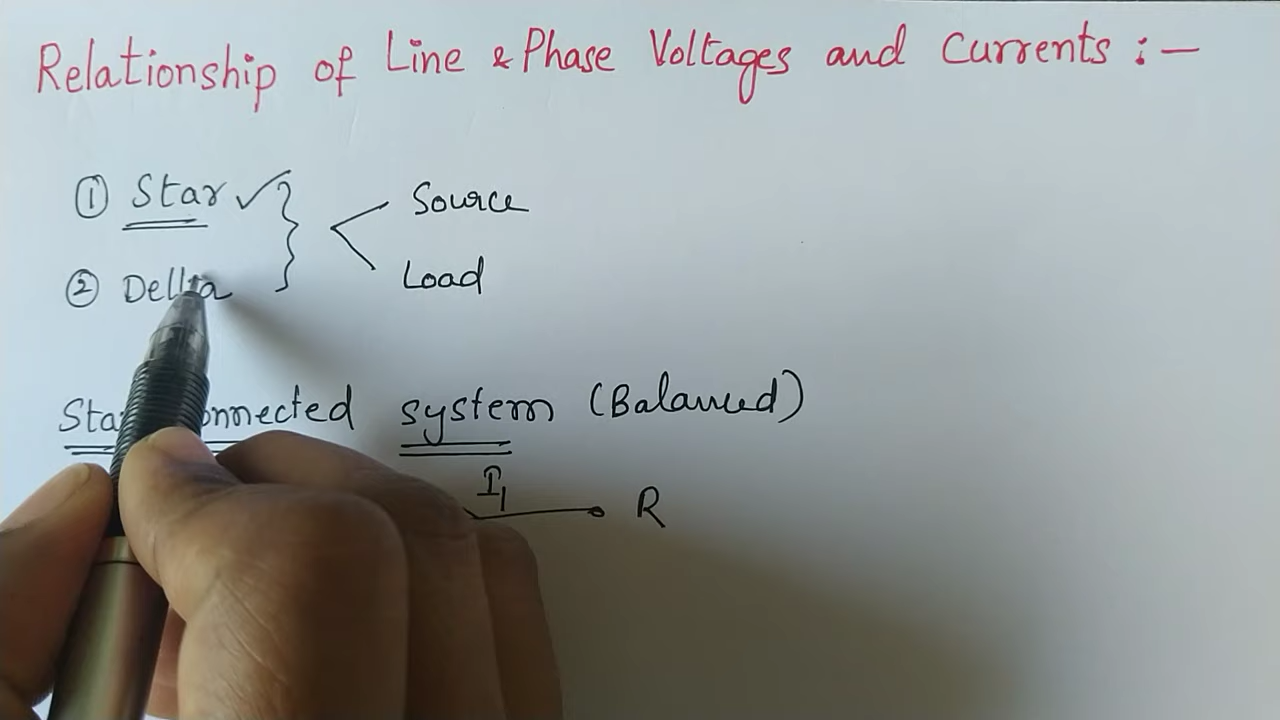 Relationship of Line & Phase Voltages and Currents :-
① Star ✓
Source
② Delta
Load
system (Balanced)
I1
R